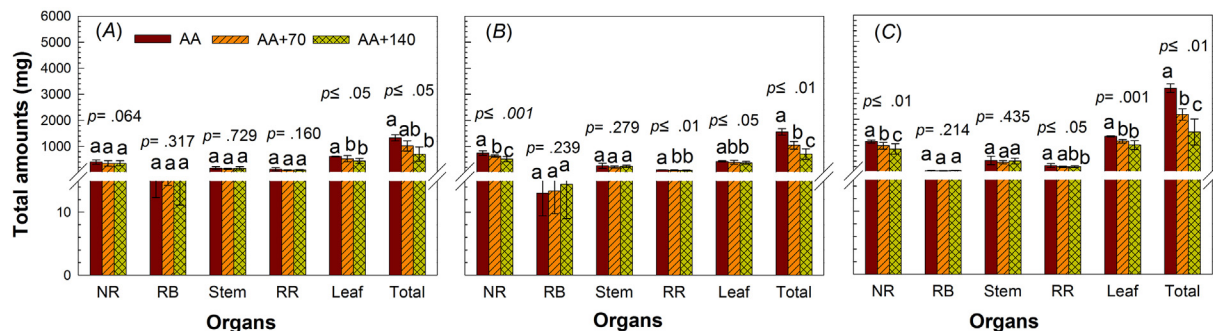 Total amounts (mg)
6000
5000
4000
3000
2000
1000
10
0
(A)
AA
AA+70
AA+140
p= .064
a a a
p= .317
a a a
p= .729
a a a
p= .160
a a a
p≤ .05
a b b
p≤ .05
a ab b
NR RB Stem RR Leaf Total
Organs
(B)
p≤ .001
a b c
p= .239
a a a
p= .279
a a a
p≤ .01
a bb
p≤ .05
abb
p≤ .01
a b c
NR RB Stem RR Leaf Total
Organs
(C)
p≤ .01
a b c
p= .214
a a a
p= .435
a a a
p≤ .05
a ab b
p= .001
a b b
p≤ .01
a b c
NR RB Stem RR Leaf Total
Organs